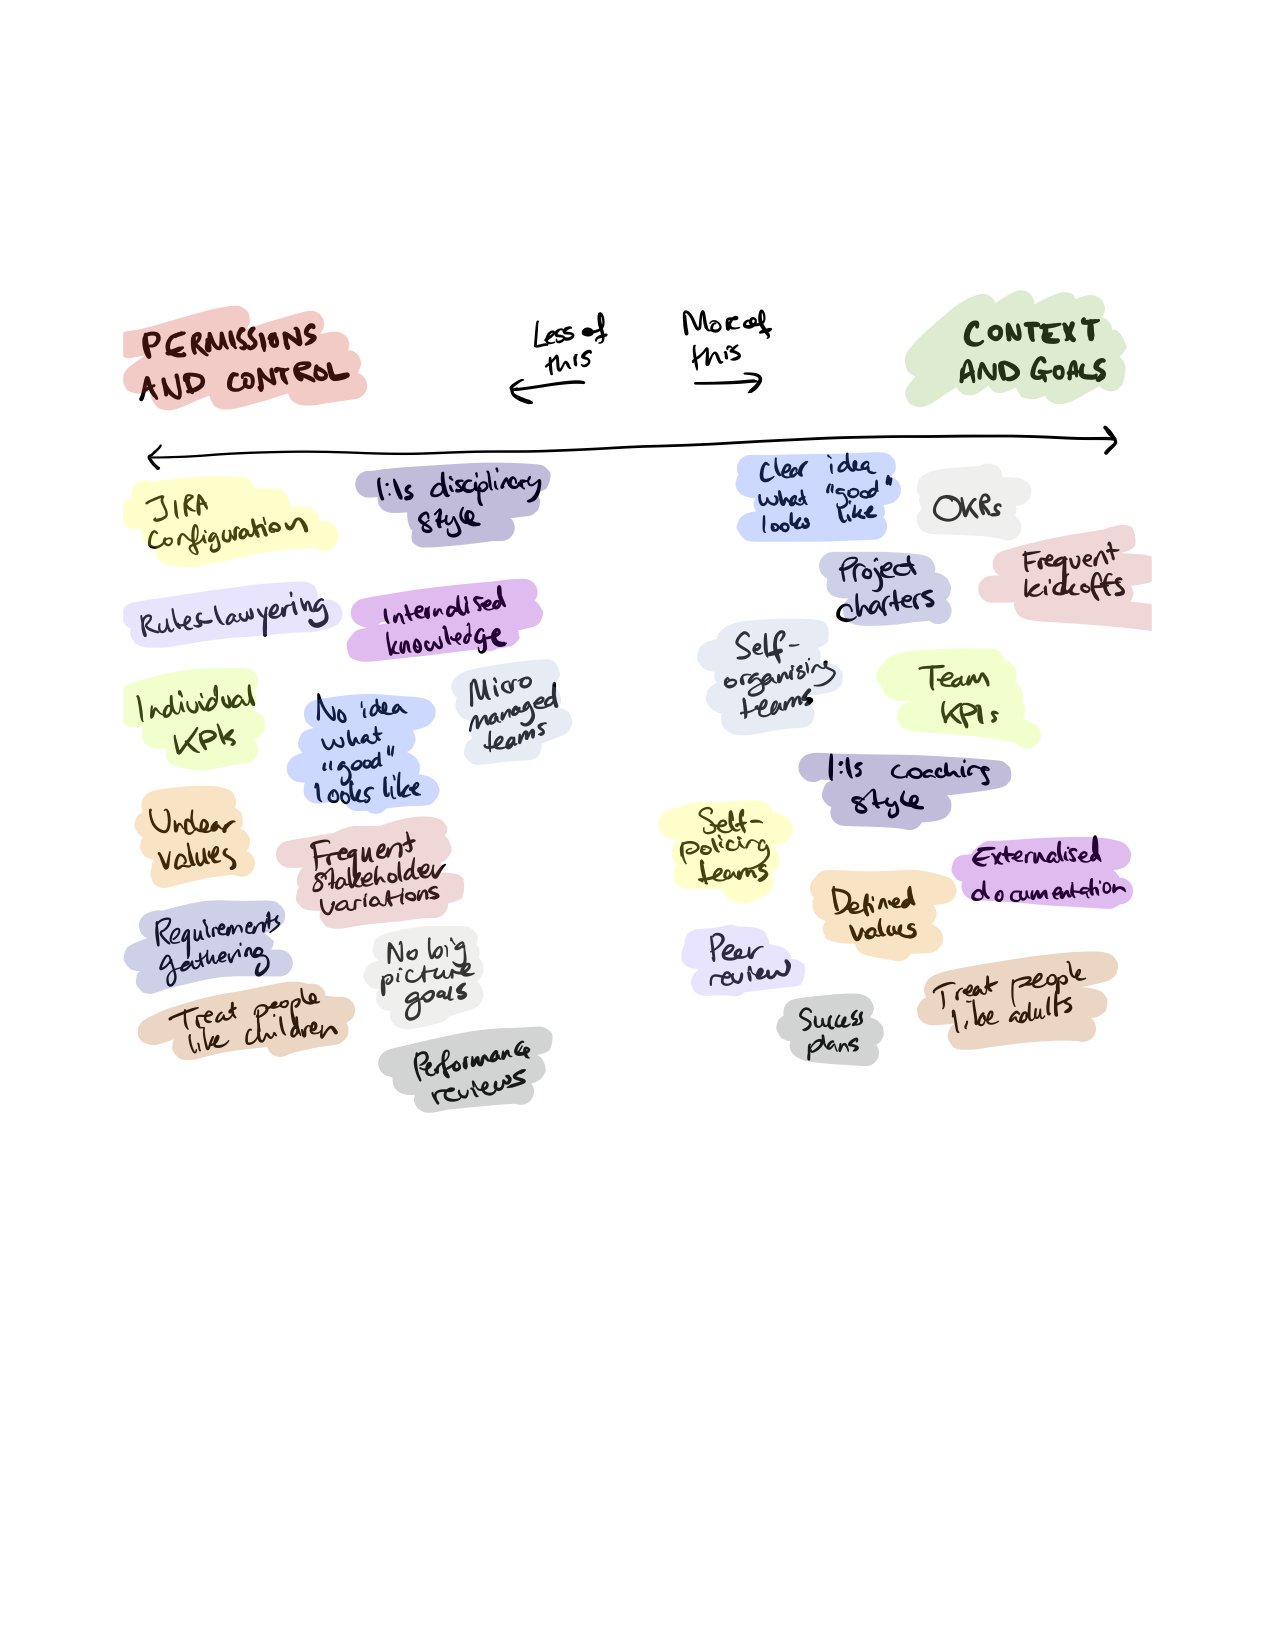 PERMISSIONS
AND CONTROL
Less of
this
More of
this
CONTEXT
AND GOALS
JIRA
configuration
1:1s disciplinary
style
Rules-lawyering
Internalised
knowledge
Individual
KPIs
No idea
what
"good"
looks like
Micro
managed
teams
Unclear
values
Frequent
stakeholder
variations
Requirements
gathering
No big
picture
goals
Treat people
like children
Performance
reviews
Clear idea
what "good"
looks like
OKRs
Project
charters
Frequent
kickoffs
Self-
organising
teams
Team
KPIs
1:1s coaching
style
Self-
policing
teams
Externalised
documentation
Defined
values
Peer
review
Treat people
like adults
Success
plans